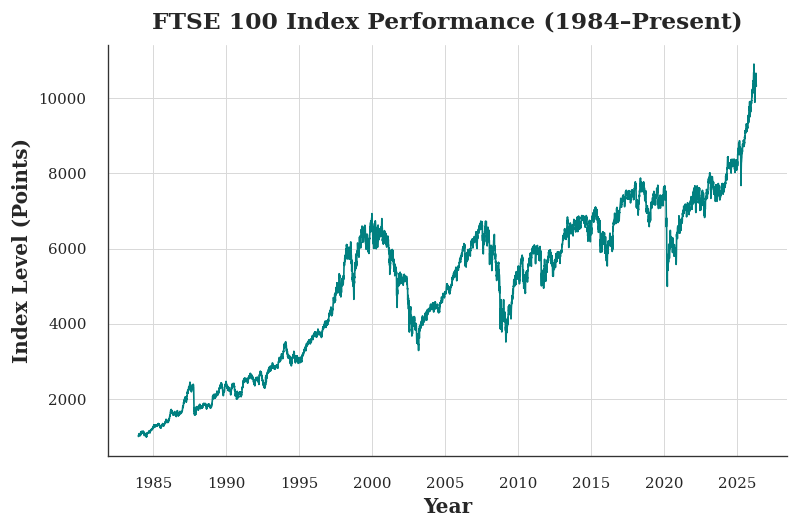 FTSE 100 Index Performance (1984–Present)
Index Level (Points)
10000
8000
6000
4000
2000
1985 1990 1995 2000 2005 2010 2015 2020 2025
Year